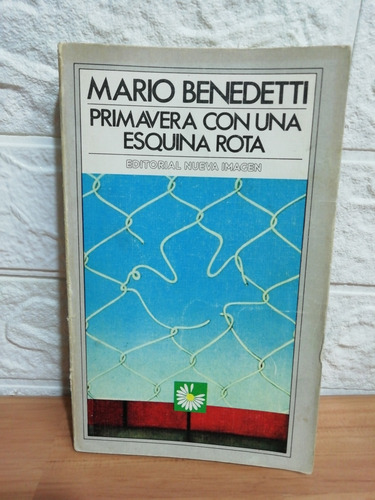 MARIO BENEDETTI
PRIMAVERA CON UNA
ESQUINA ROTA
EDITORIAL NUEVA IMAGEN